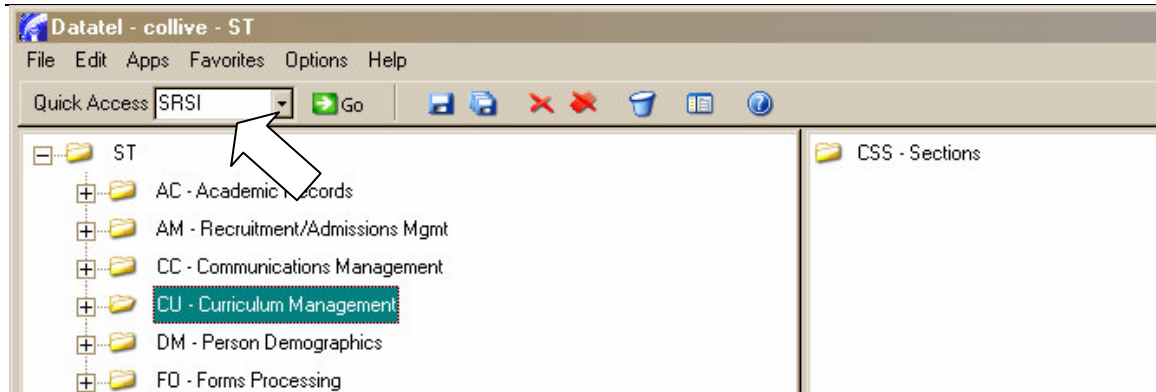 Datatel - collive - ST
File Edit Apps Favorites Options Help
Quick Access SRSI Go
ST
CSS - Sections
AC - Academic Records
AM - Recruitment/Admissions Mgmt
CC - Communications Management
CU - Curriculum Management
DM - Person Demographics
FO - Forms Processing